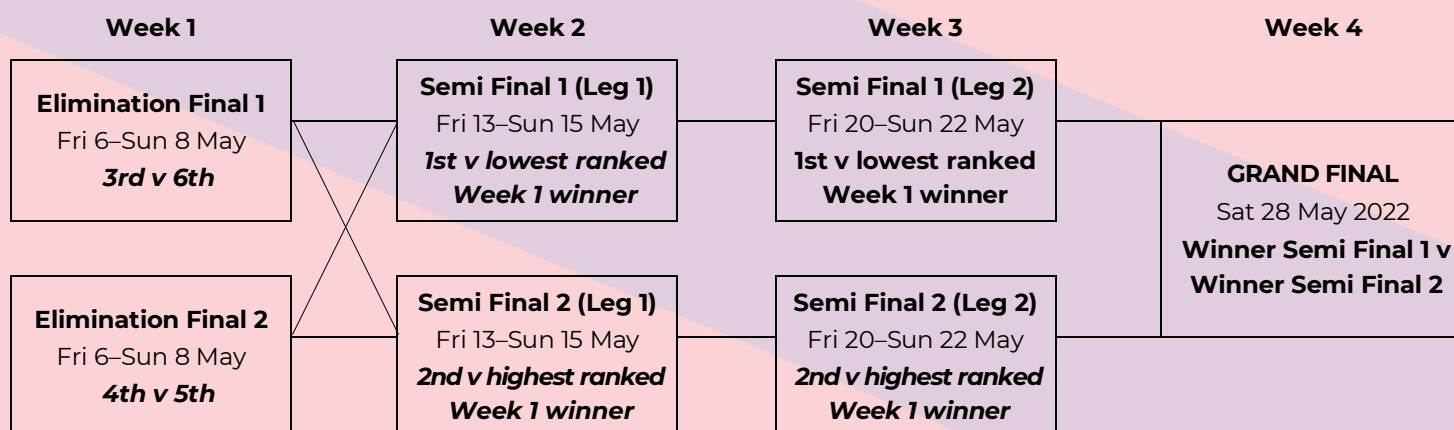 Week 1
Elimination Final 1
Fri 6–Sun 8 May
3rd v 6th
Elimination Final 2
Fri 6–Sun 8 May
4th v 5th
Week 2
Semi Final 1 (Leg 1)
Fri 13–Sun 15 May
1st v lowest ranked
Week 1 winner
Semi Final 2 (Leg 1)
Fri 13–Sun 15 May
2nd v highest ranked
Week 1 winner
Week 3
Semi Final 1 (Leg 2)
Fri 20–Sun 22 May
1st v lowest ranked
Week 1 winner
Semi Final 2 (Leg 2)
Fri 20–Sun 22 May
2nd v highest ranked
Week 1 winner
Week 4
GRAND FINAL
Sat 28 May 2022
Winner Semi Final 1 v
Winner Semi Final 2